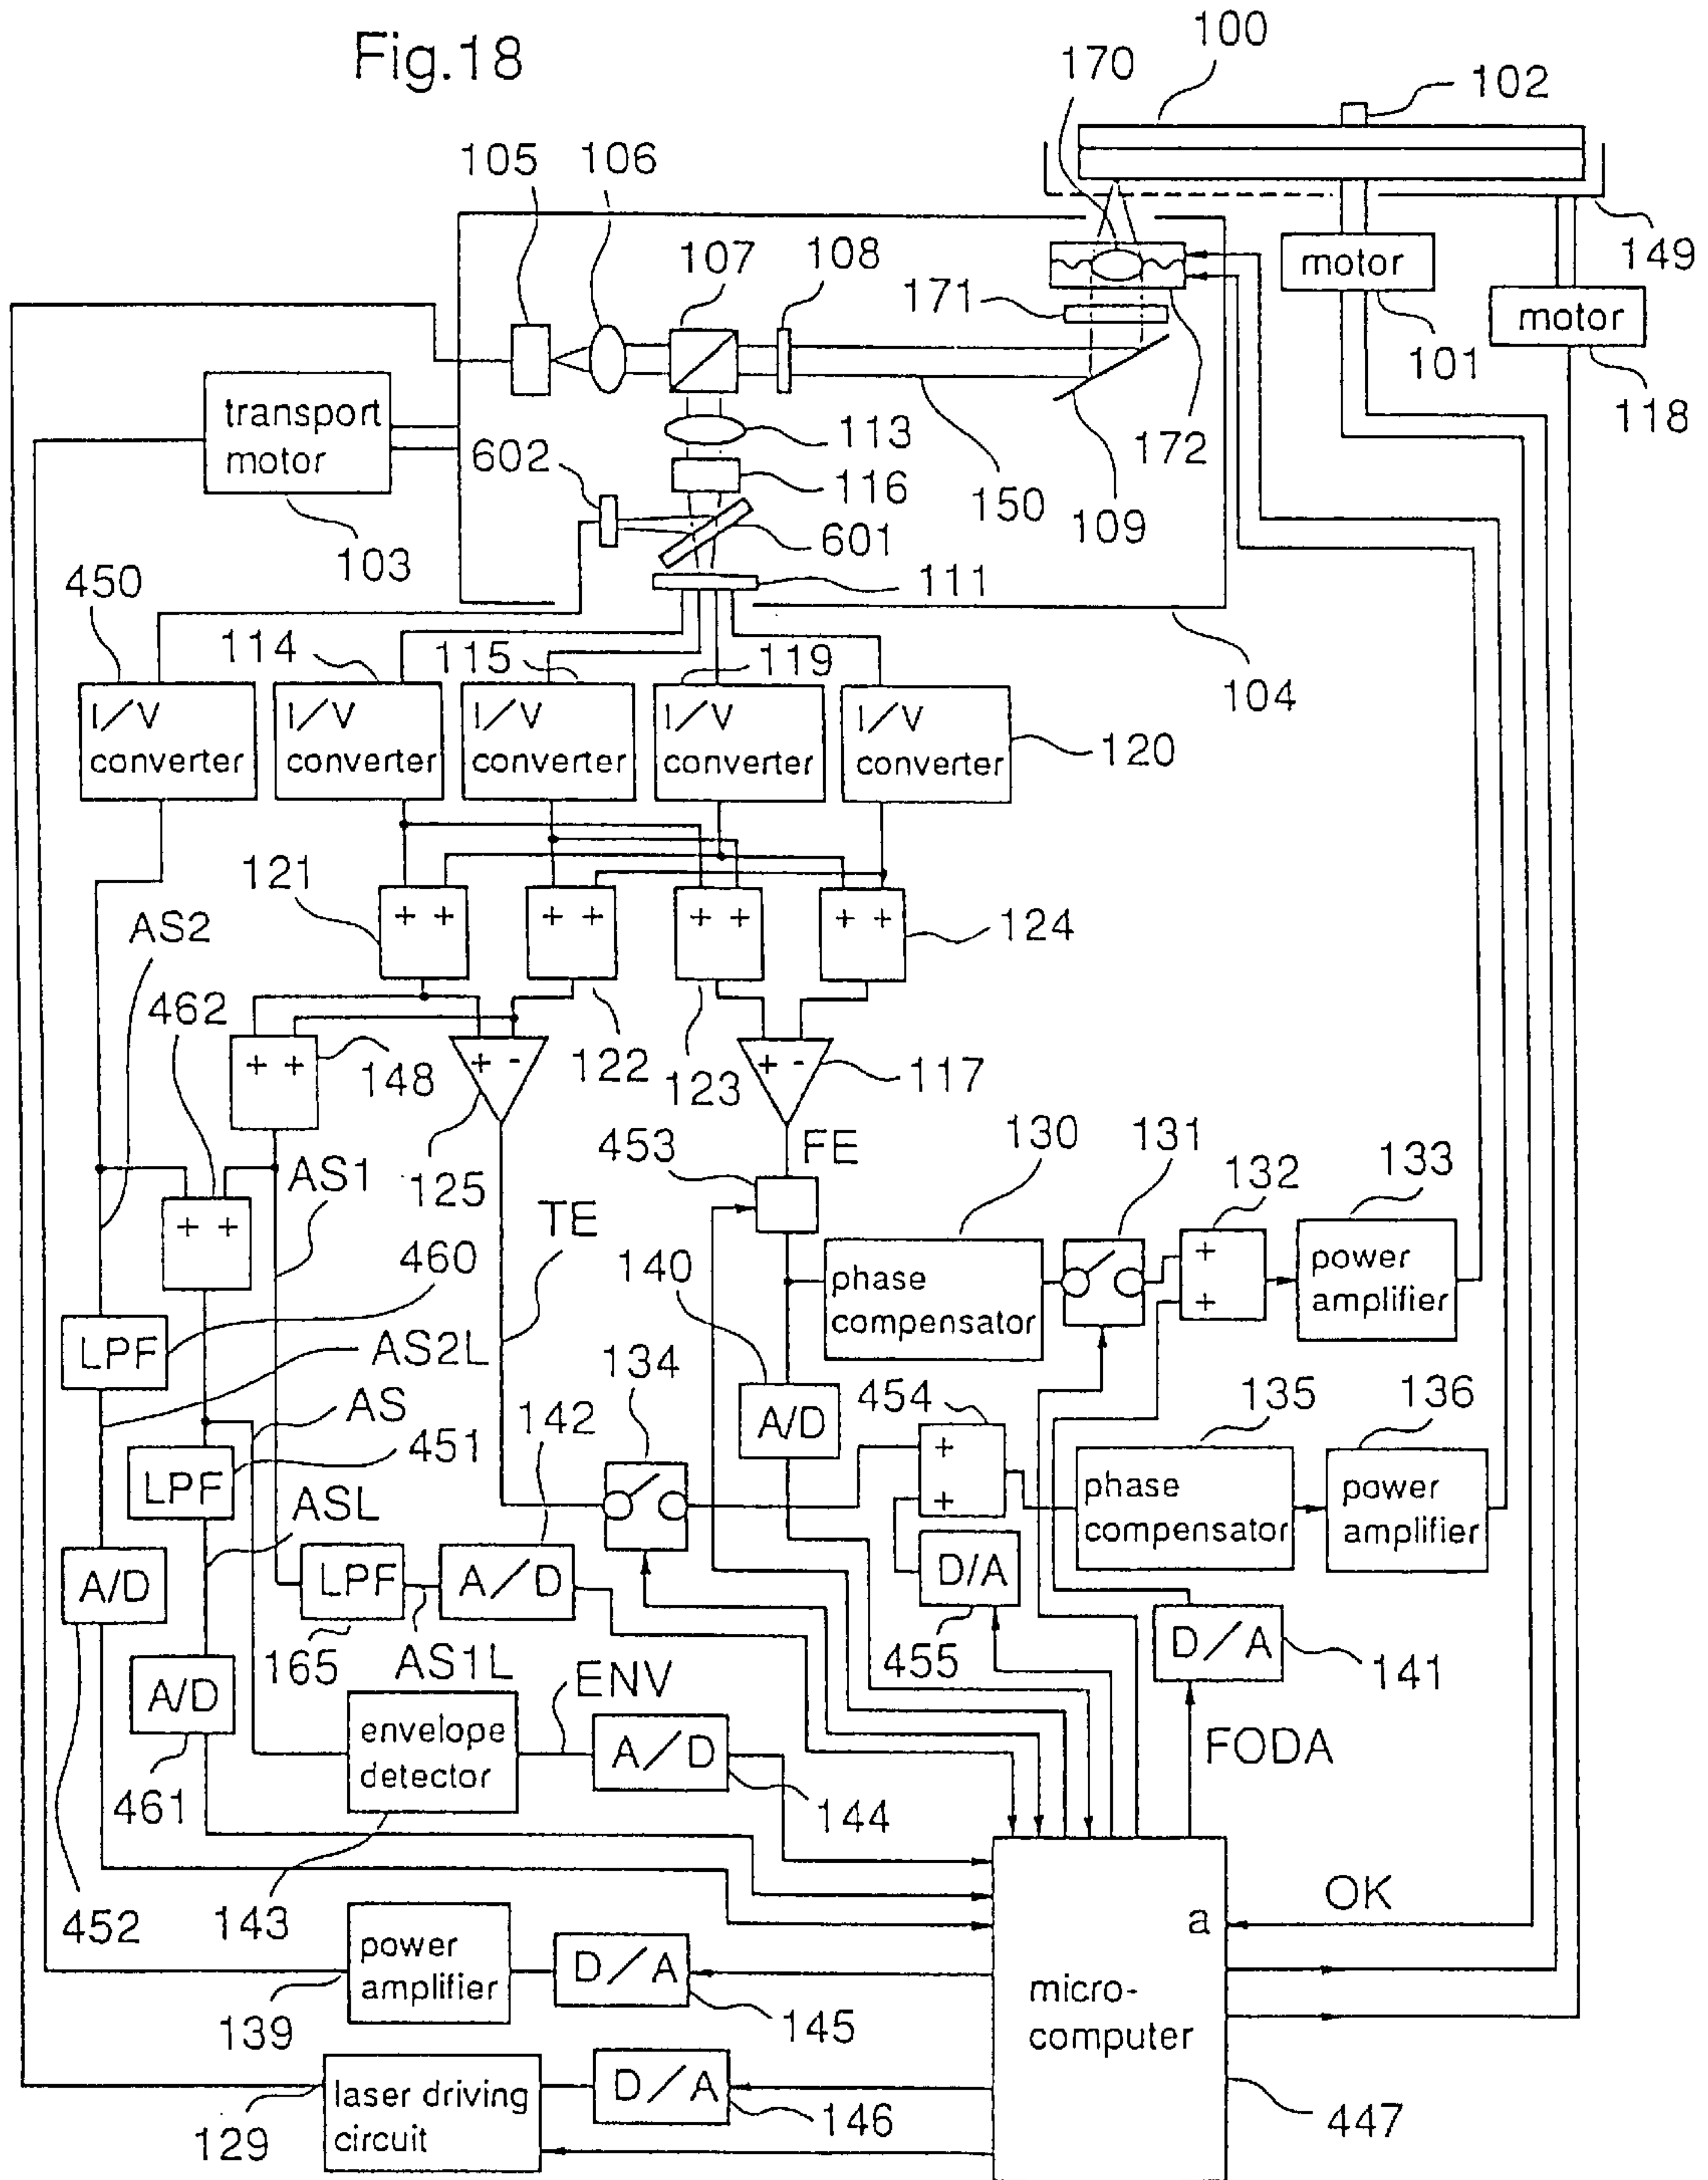 Fig.18
100
170
102
105
106
107
108
149
motor
171
motor
101
118
transport
motor
113
172
602
116
150
109
601
103
111
450
114
115
119
104
I/V
converter
I/V
converter
I/V
converter
I/V
converter
I/V
converter
120
121
+ +
+ +
+ +
+ +
124
AS2
462
+ +
148
+ -
122
123
+ -
117
125
453
FE
130
131
132
133
AS1
+ +
TE
460
140
phase
compensator
+
+
power
amplifier
LPF
AS2L
134
454
135
136
AS
142
A/D
+
+
451
LPF
ASL
phase
compensator
power
amplifier
A/D
LPF
A/D
D/A
165
AS1L
455
D/A
141
A/D
ENV
envelope
detector
A/D
FODA
461
144
452
143
OK
a
power
amplifier
D/A
micro-
computer
139
145
laser driving
circuit
D/A
129
146
447